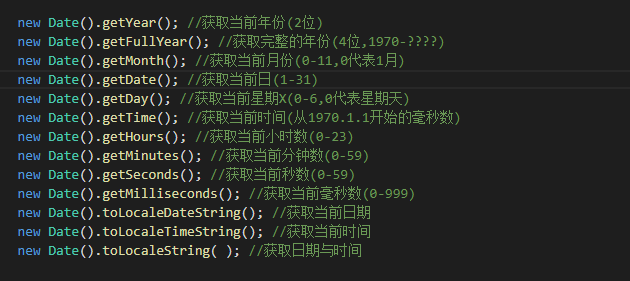 new Date().getYear(); //获取当前年份(2位)
new Date().getFullYear(); //获取完整的年份(4位,1970-????)
new Date().getMonth(); //获取当前月份(0-11,0代表1月)
new Date().getDate(); //获取当前日(1-31)
new Date().getDay(); //获取当前星期X(0-6,0代表星期天)
new Date().getTime(); //获取当前时间(从1970.1.1开始的毫秒数)
new Date().getHours(); //获取当前小时数(0-23)
new Date().getMinutes(); //获取当前分钟数(0-59)
new Date().getSeconds(); //获取当前秒数(0-59)
new Date().getMilliseconds(); //获取当前毫秒数(0-999)
new Date().toLocaleDateString(); //获取当前日期
new Date().toLocaleTimeString(); //获取当前时间
new Date().toLocaleString( ); //获取日期与时间